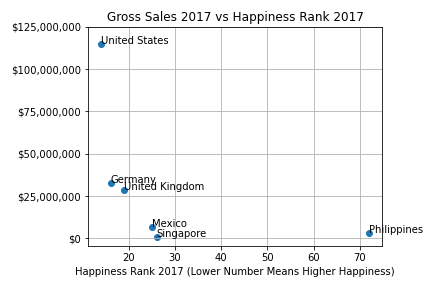 Gross Sales 2017 vs Happiness Rank 2017
$125,000,000
$100,000,000
$75,000,000
$50,000,000
$25,000,000
$0
United States
Germany
United Kingdom
Mexico
Singapore
Philippines
20 30 40 50 60 70
Happiness Rank 2017 (Lower Number Means Higher Happiness)